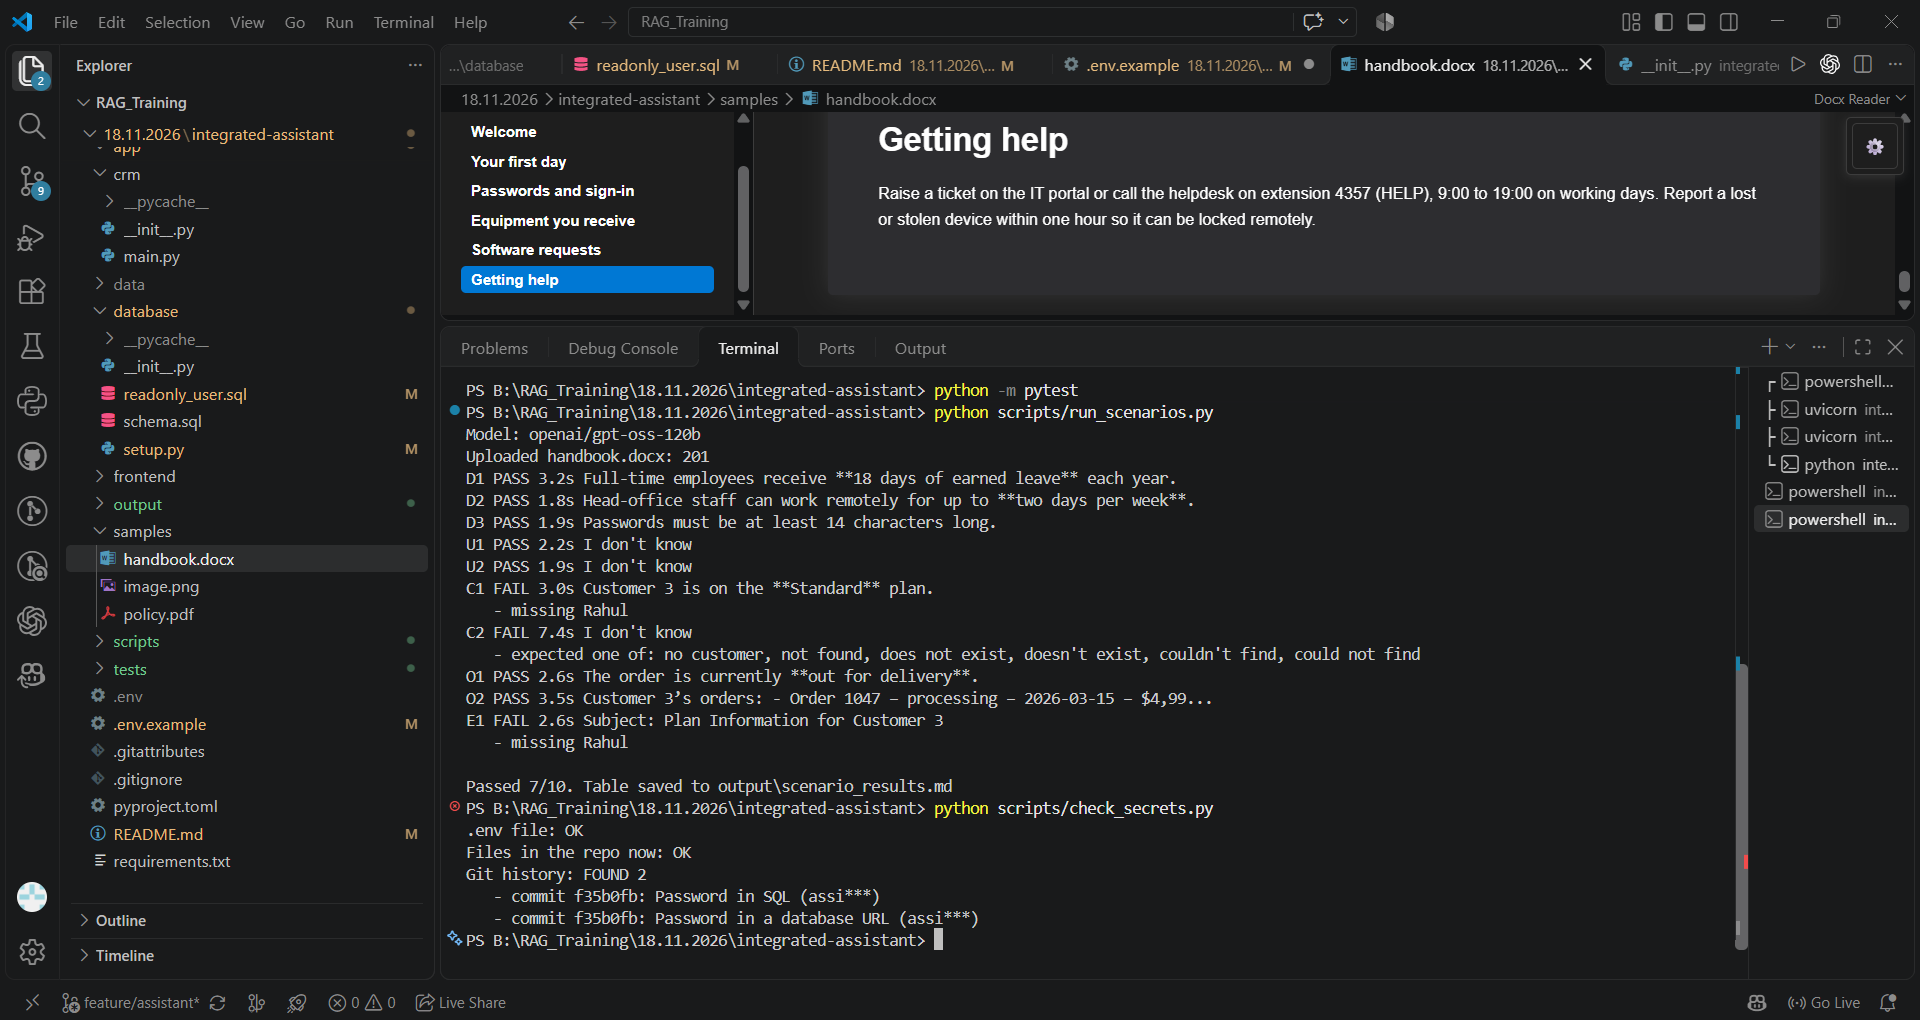 File Edit Selection View Go Run Terminal Help
RAG_Training
Explorer
RAG_Training
18.11.2026 \ integrated-assistant
app
crm
__pycache__
__init__.py
main.py
data
database
__pycache__
__init__.py
readonly_user.sql M
schema.sql
setup.py M
frontend
output
samples
handbook.docx
image.png
policy.pdf
scripts
tests
.env
.env.example M
.gitattributes
.gitignore
pyproject.toml
README.md M
requirements.txt
Outline
Timeline
2
9
...\database
readonly_user.sql M
README.md 18.11.2026\... M
.env.example 18.11.2026\... M
handbook.docx 18.11.2026\...
__init__.py integrate
18.11.2026 > integrated-assistant > samples > handbook.docx
Docx Reader
Welcome
Your first day
Passwords and sign-in
Equipment you receive
Software requests
Getting help
Getting help
Raise a ticket on the IT portal or call the helpdesk on extension 4357 (HELP), 9:00 to 19:00 on working days. Report a lost
or stolen device within one hour so it can be locked remotely.
Problems Debug Console Terminal Ports Output
PS B:\RAG_Training\18.11.2026\integrated-assistant> python -m pytest
PS B:\RAG_Training\18.11.2026\integrated-assistant> python scripts/run_scenarios.py
Model: openai/gpt-oss-120b
Uploaded handbook.docx: 201
D1 PASS 3.2s Full-time employees receive **18 days of earned leave** each year.
D2 PASS 1.8s Head-office staff can work remotely for up to **two days per week**.
D3 PASS 1.9s Passwords must be at least 14 characters long.
U1 PASS 2.2s I don't know
U2 PASS 1.9s I don't know
C1 FAIL 3.0s Customer 3 is on the **Standard** plan.
- missing Rahul
C2 FAIL 7.4s I don't know
- expected one of: no customer, not found, does not exist, doesn't exist, couldn't find, could not find
O1 PASS 2.6s The order is currently **out for delivery**.
O2 PASS 3.5s Customer 3’s orders: - Order 1047 – processing – 2026-03-15 – $4,99...
E1 FAIL 2.6s Subject: Plan Information for Customer 3
- missing Rahul
Passed 7/10. Table saved to output\scenario_results.md
PS B:\RAG_Training\18.11.2026\integrated-assistant> python scripts/check_secrets.py
.env file: OK
Files in the repo now: OK
Git history: FOUND 2
- commit f35b0fb: Password in SQL (assi***)
- commit f35b0fb: Password in a database URL (assi***)
PS B:\RAG_Training\18.11.2026\integrated-assistant>
powershell...
uvicorn int...
uvicorn int...
python inte...
powershell in...
powershell in...
feature/assistant*
0 0
Live Share
Go Live